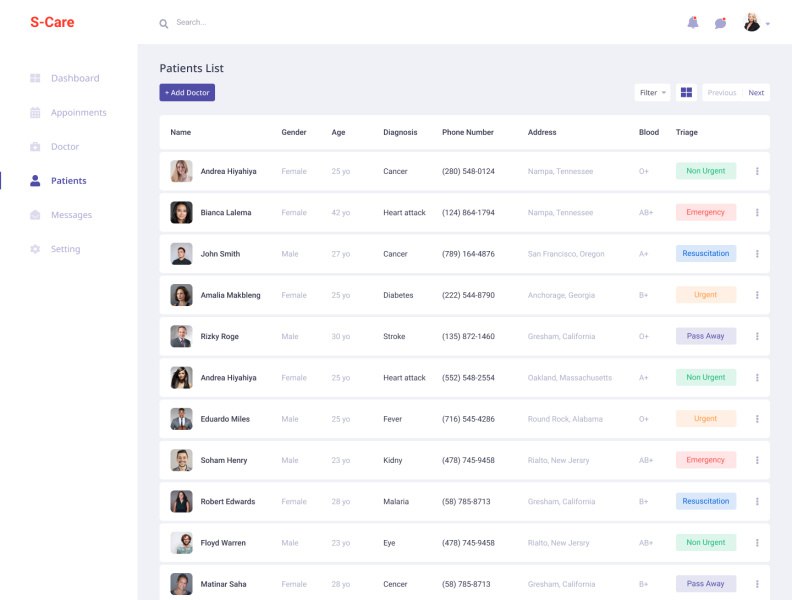 S-Care
Search...
Dashboard
Appoinments
Doctor
Patients
Messages
Setting
Patients List
+ Add Doctor
Filter
Previous Next
Name Gender Age Diagnosis Phone Number Address Blood Triage
Andrea Hiyahiya Female 25 yo Cancer (280) 548-0124 Nampa, Tennessee O+ Non Urgent
Bianca Lalema Female 42 yo Heart attack (124) 864-1794 Nampa, Tennessee AB+ Emergency
John Smith Male 27 yo Cancer (789) 164-4876 San Francisco, Oregon A+ Resuscitation
Amalia Makbleng Female 25 yo Diabetes (222) 544-8790 Anchorage, Georgia B+ Urgent
Rizky Roge Male 30 yo Stroke (135) 872-1460 Gresham, California O+ Pass Away
Andrea Hiyahiya Female 25 yo Heart attack (552) 548-2554 Oakland, Massachusetts A+ Non Urgent
Eduardo Miles Male 25 yo Fever (716) 545-4286 Round Rock, Alabama O+ Urgent
Soham Henry Male 23 yo Kidny (478) 745-9458 Rialto, New Jersry AB+ Emergency
Robert Edwards Female 28 yo Malaria (58) 785-8713 Gresham, California B+ Resuscitation
Floyd Warren Male 23 yo Eye (478) 745-9458 Rialto, New Jersry AB+ Non Urgent
Matinar Saha Female 28 yo Cencer (58) 785-8713 Gresham, California B+ Pass Away